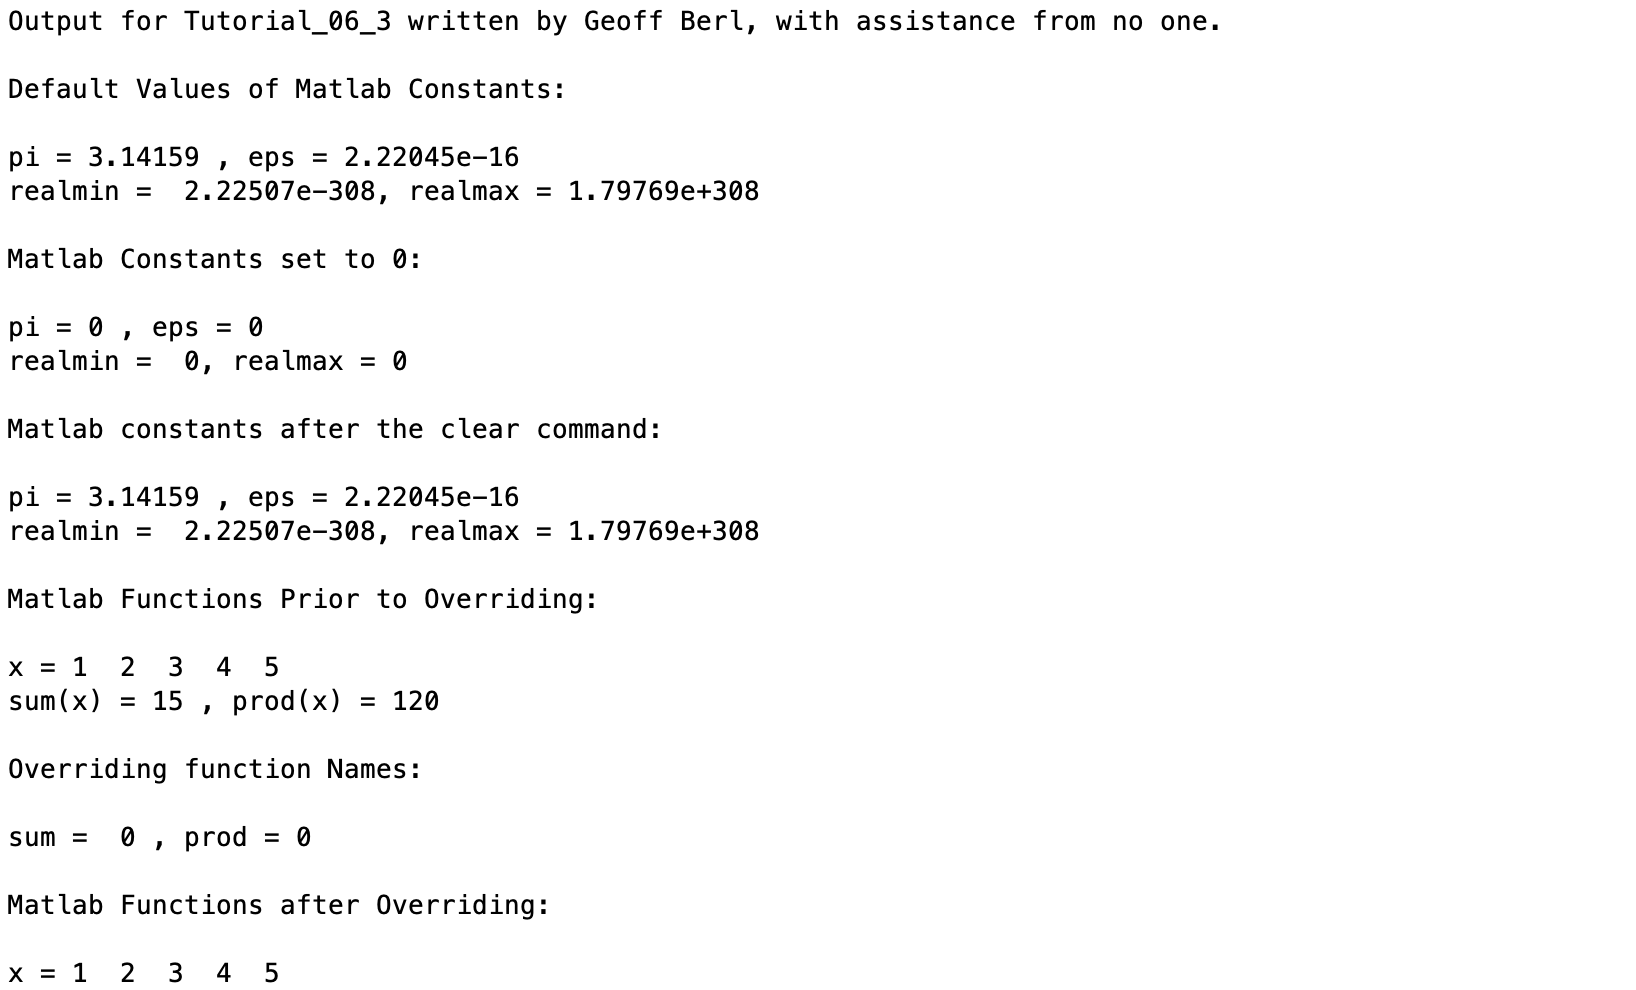 Output for Tutorial_06_3 written by Geoff Berl, with assistance from no one.
Default Values of Matlab Constants:
pi = 3.14159 , eps = 2.22045e-16
realmin =  2.22507e-308, realmax = 1.79769e+308
Matlab Constants set to 0:
pi = 0 , eps = 0
realmin =  0, realmax = 0
Matlab constants after the clear command:
pi = 3.14159 , eps = 2.22045e-16
realmin =  2.22507e-308, realmax = 1.79769e+308
Matlab Functions Prior to Overriding:
x = 1  2  3  4  5
sum(x) = 15 , prod(x) = 120
Overriding function Names:
sum =  0 , prod = 0
Matlab Functions after Overriding:
x = 1  2  3  4  5